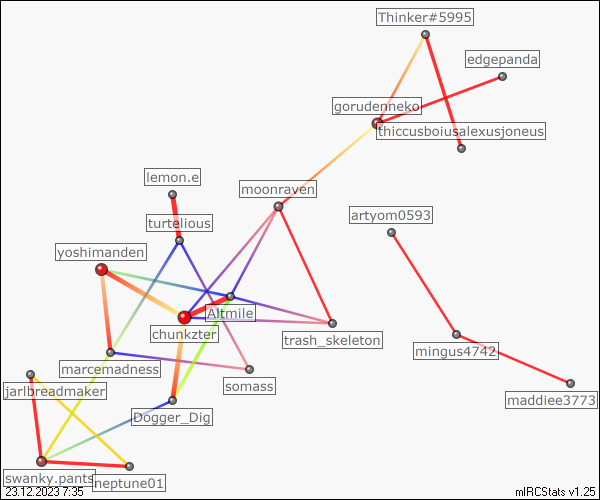 Thinker#5995
edgepanda
gorudenneko
thiccusboiusalexusjoneus
lemon.e
moonraven
artyom0593
turtelious
yoshimanden
Altmile
chunkzter
trash_skeleton
mingus4742
marcemadness
somass
jarlbreadmaker
maddiee3773
Dogger_Dig
swanky.pants
neptune01
23.12.2023 7:35
mIRCStats v1.25